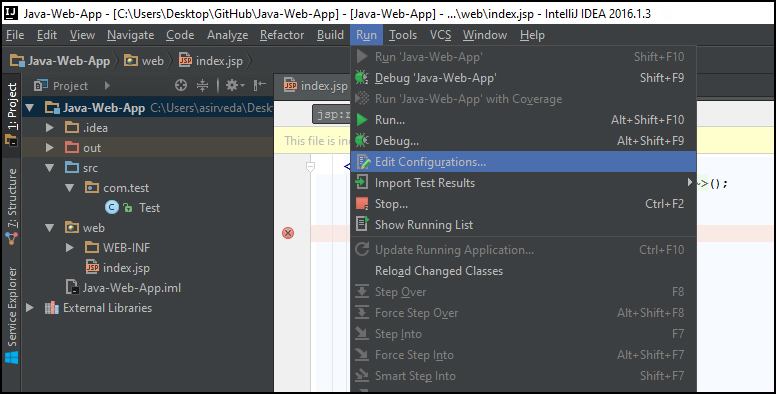 Java-Web-App - [C:\Users\Desktop\GitHub\Java-Web-App] - [Java-Web-App] - ...\web\index.jsp - IntelliJ IDEA 2016.1.3
File Edit View Navigate Code Analyze Refactor Build Run Tools VCS Window Help
Java-Web-App web index.jsp
Project
index.jsp
1: Project
7: Structure
Service Explorer
Java-Web-App C:\Users\asirveda\Desk
.idea
out
src
com.test
Test
web
WEB-INF
index.jsp
Java-Web-App.iml
External Libraries
jsp:r
This file is in
<
>();
Run 'Java-Web-App' Shift+F10
Debug 'Java-Web-App' Shift+F9
Run 'Java-Web-App' with Coverage
Run... Alt+Shift+F10
Debug... Alt+Shift+F9
Edit Configurations...
Import Test Results
Stop... Ctrl+F2
Show Running List
Update Running Application... Ctrl+F10
Reload Changed Classes
Step Over F8
Force Step Over Alt+Shift+F8
Step Into F7
Force Step Into Alt+Shift+F7
Smart Step Into Shift+F7